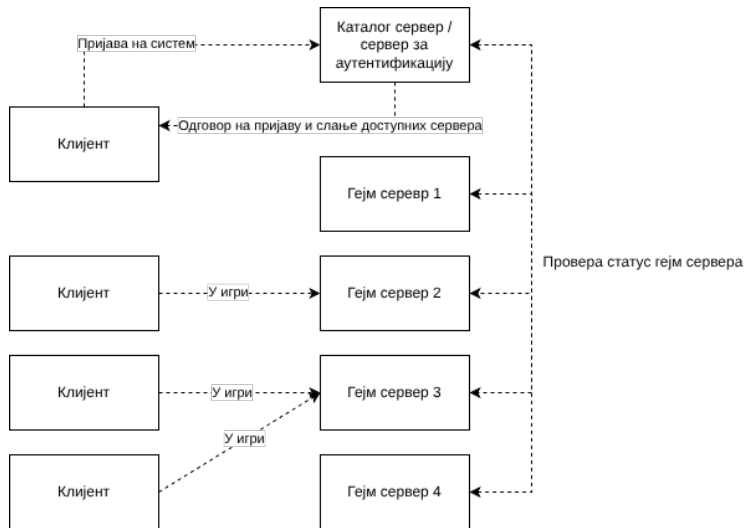 Каталог сервер /
сервер за
аутентификацију
Пријава на систем
Одговор на пријаву и слање доступних сервера
Клијент
Гејм серевр 1
Провера статус гејм сервера
Клијент
У игри
Гејм сервер 2
Клијент
У игри
Гејм сервер 3
У игри
Клијент
Гејм сервер 4